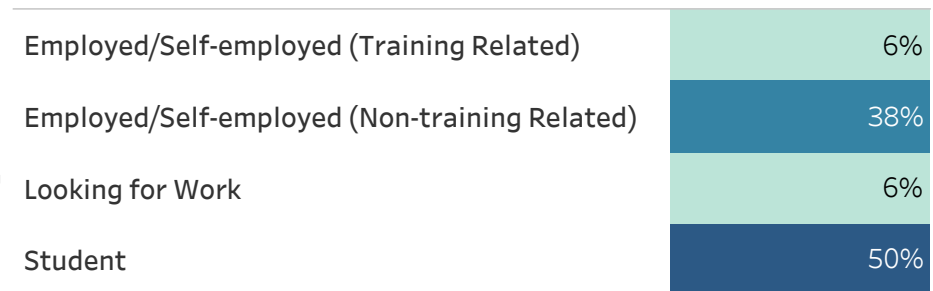 Employed/Self-employed (Training Related) 6%
Employed/Self-employed (Non-training Related) 38%
Looking for Work 6%
Student 50%